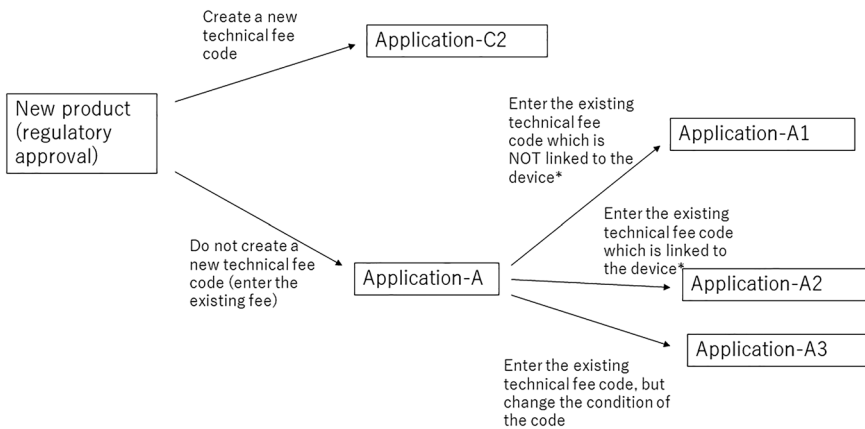 Create a new
technical fee
code
Application-C2
New product
(regulatory
approval)
Enter the existing
technical fee
code which is
NOT linked to the
device*
Application-A1
Do not create a
new technical fee
code (enter the
existing fee)
Application-A
Enter the existing
technical fee code
which is linked to
the device*
Application-A2
Application-A3
Enter the existing
technical fee code, but
change the condition of
the code